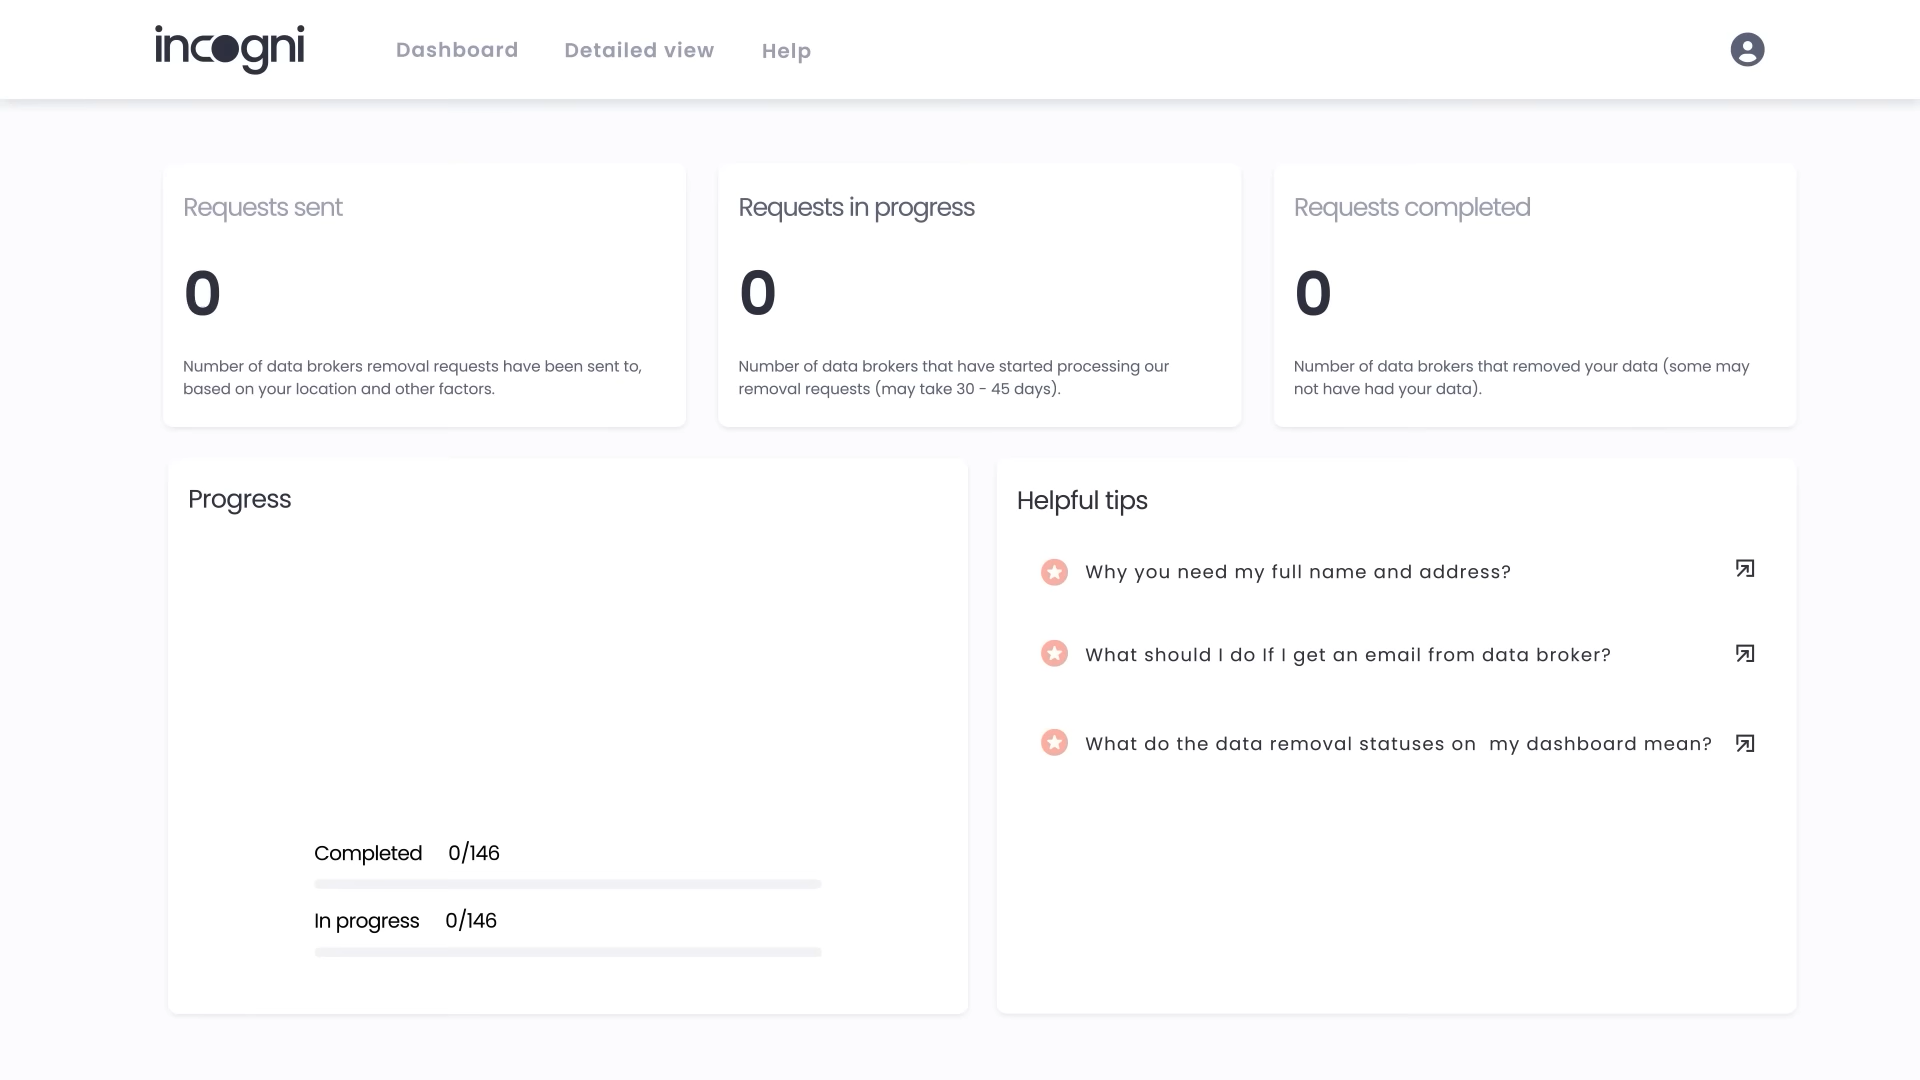 incogni
Dashboard
Detailed view
Help
Requests sent
0
Number of data brokers removal requests have been sent to,
based on your location and other factors.
Requests in progress
0
Number of data brokers that have started processing our
removal requests (may take 30 - 45 days).
Requests completed
0
Number of data brokers that removed your data (some may
not have had your data).
Progress
Completed 0/146
In progress 0/146
Helpful tips
Why you need my full name and address?
What should I do If I get an email from data broker?
What do the data removal statuses on  my dashboard mean?